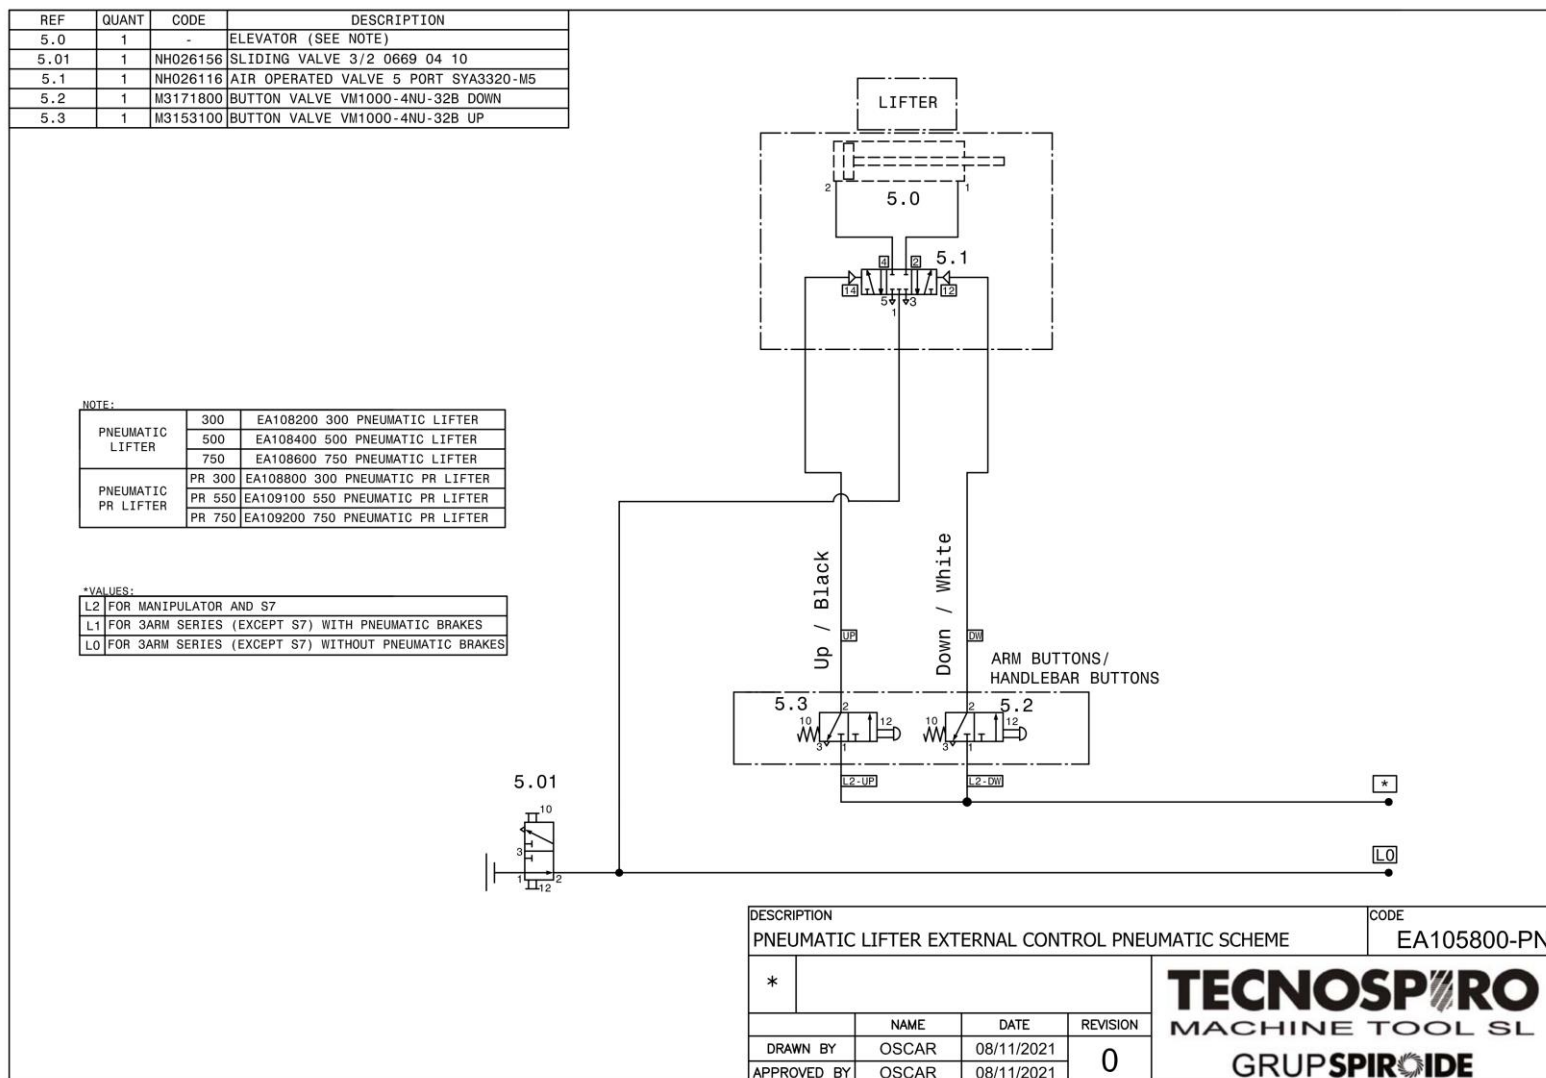 REF QUANT CODE DESCRIPTION
5.0 1 - ELEVATOR (SEE NOTE)
5.01 1 NH026156 SLIDING VALVE 3/2 0669 04 10
5.1 1 NH026116 AIR OPERATED VALVE 5 PORT SYA3320-M5
5.2 1 M3171800 BUTTON VALVE VM1000-4NU-32B DOWN
5.3 1 M3153100 BUTTON VALVE VM1000-4NU-32B UP
LIFTER
2 1
5.0
4 2 5.1
14 12
5 3
1
NOTE:
PNEUMATIC LIFTER
300 EA108200 300 PNEUMATIC LIFTER
500 EA108400 500 PNEUMATIC LIFTER
750 EA108600 750 PNEUMATIC LIFTER
PNEUMATIC PR LIFTER
PR 300 EA108800 300 PNEUMATIC PR LIFTER
PR 550 EA109100 550 PNEUMATIC PR LIFTER
PR 750 EA109200 750 PNEUMATIC PR LIFTER
*VALUES:
L2 FOR MANIPULATOR AND S7
L1 FOR 3ARM SERIES (EXCEPT S7) WITH PNEUMATIC BRAKES
L0 FOR 3ARM SERIES (EXCEPT S7) WITHOUT PNEUMATIC BRAKES
Up / Black
Down / White
UP DW
ARM BUTTONS/
HANDLEBAR BUTTONS
5.3 2 2 5.2
10 12 10 12
3 1 3 1
L2-UP L2-DW
5.01
*
10
3
1 2
12
L0
DESCRIPTION
PNEUMATIC LIFTER EXTERNAL CONTROL PNEUMATIC SCHEME
CODE
EA105800-PN
*
NAME DATE REVISION
DRAWN BY OSCAR 08/11/2021 0
APPROVED BY OSCAR 08/11/2021
TECNOSPIRO
MACHINE TOOL SL
GRUPSPIROIDE